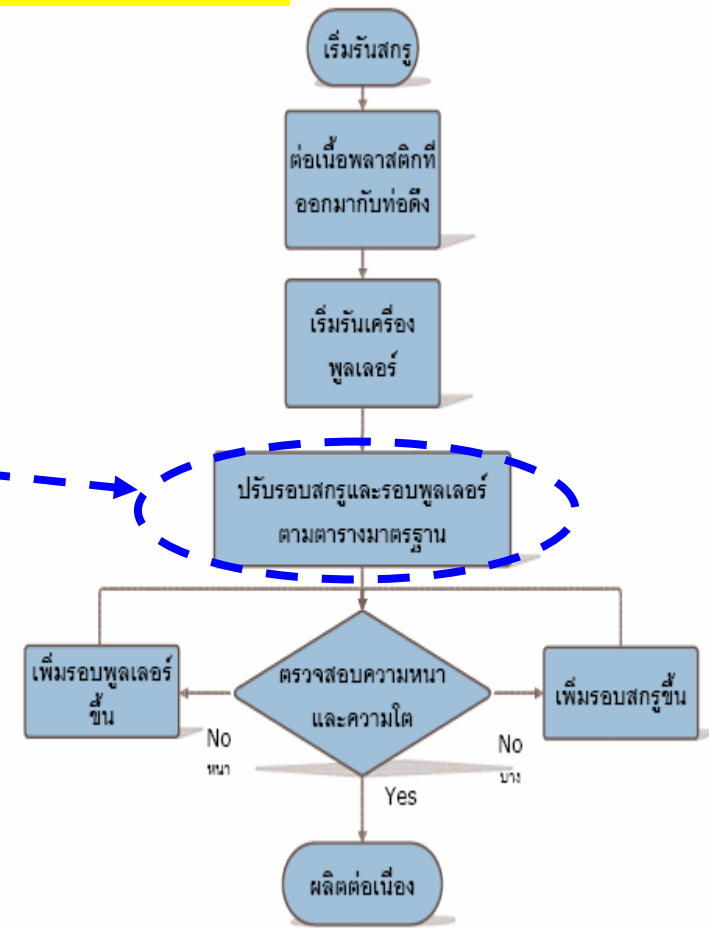 เริ่มรันสกรู
ต่อเนื้อพลาสติกที่
ออกมากับท่อดึง
เริ่มรันเครื่อง
พูลเลอร์
ปรับรอบสกรูและรอบพูลเลอร์
ตามตารางมาตรฐาน
ตรวจสอบความหนา
และความโต
เพิ่มรอบพูลเลอร์
ขึ้น
No
หนา
เพิ่มรอบสกรูขึ้น
No
บาง
Yes
ผลิตต่อเนื่อง